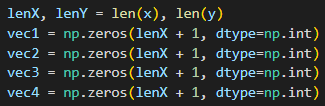 lenX, lenY = len(x), len(y)
vec1 = np.zeros(lenX + 1, dtype=np.int)
vec2 = np.zeros(lenX + 1, dtype=np.int)
vec3 = np.zeros(lenX + 1, dtype=np.int)
vec4 = np.zeros(lenX + 1, dtype=np.int)